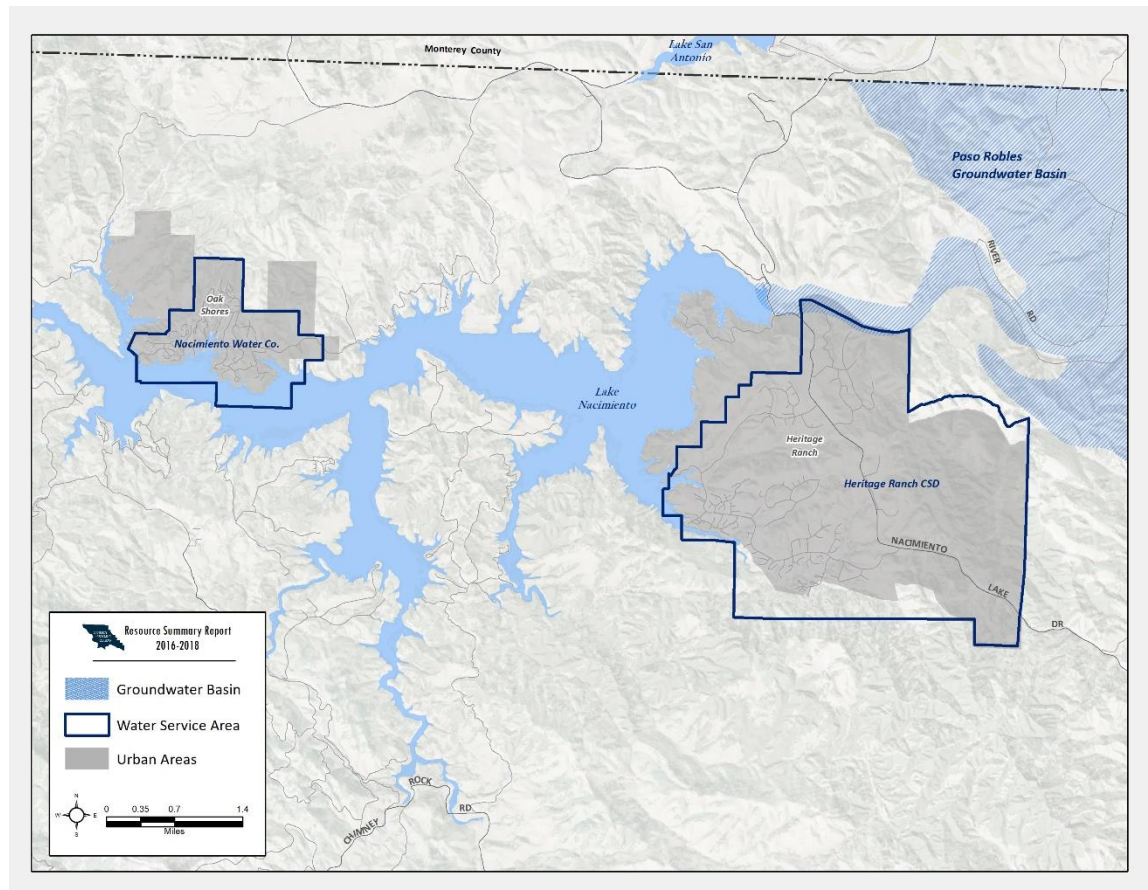 Monterey County
Lake San
Antonio
Paso Robles
Groundwater Basin
RIVER
RD
Oak
Shores
Nacimiento Water Co.
Lake
Nacimiento
Heritage
Ranch
Heritage Ranch CSD
NACIMIENTO
LAKE
DR
ROCK
RD
CHIMNEY
Resource Summary Report
2016-2018
Groundwater Basin
Water Service Area
Urban Areas
N
W E
S
0 0.35 0.7 1.4
Miles